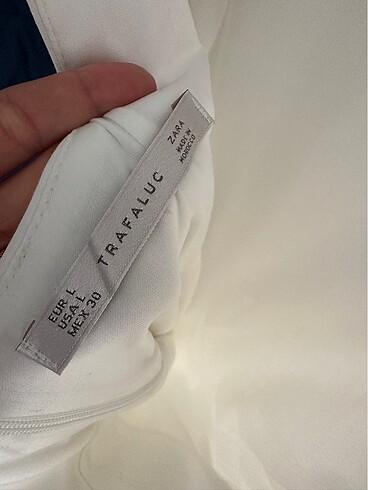 ZARA
MADE IN
MOROCCO
TRAFALUC
EUR L
USA L
MEX 30